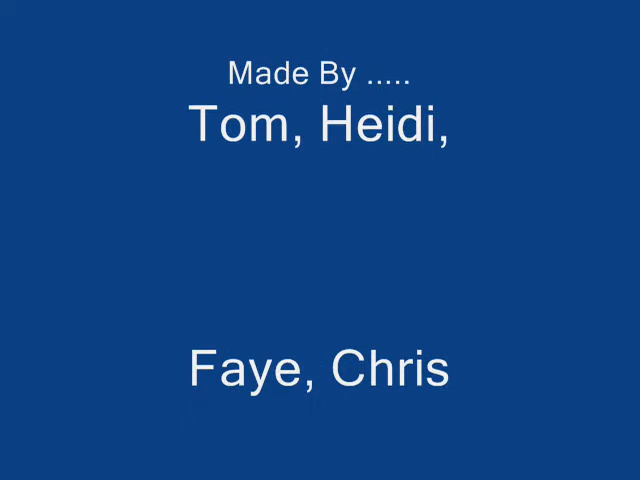 Made By .....
Tom, Heidi,
Faye, Chris